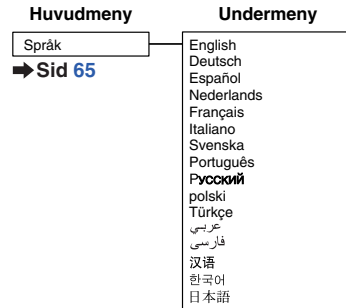 Huvudmeny Undermeny
Språk
➡Sid 65
English
Deutsch
Español
Nederlands
Français
Italiano
Svenska
Português
Русский
polski
Türkçe
عربي
فارسی
汉语
한국어
日本語